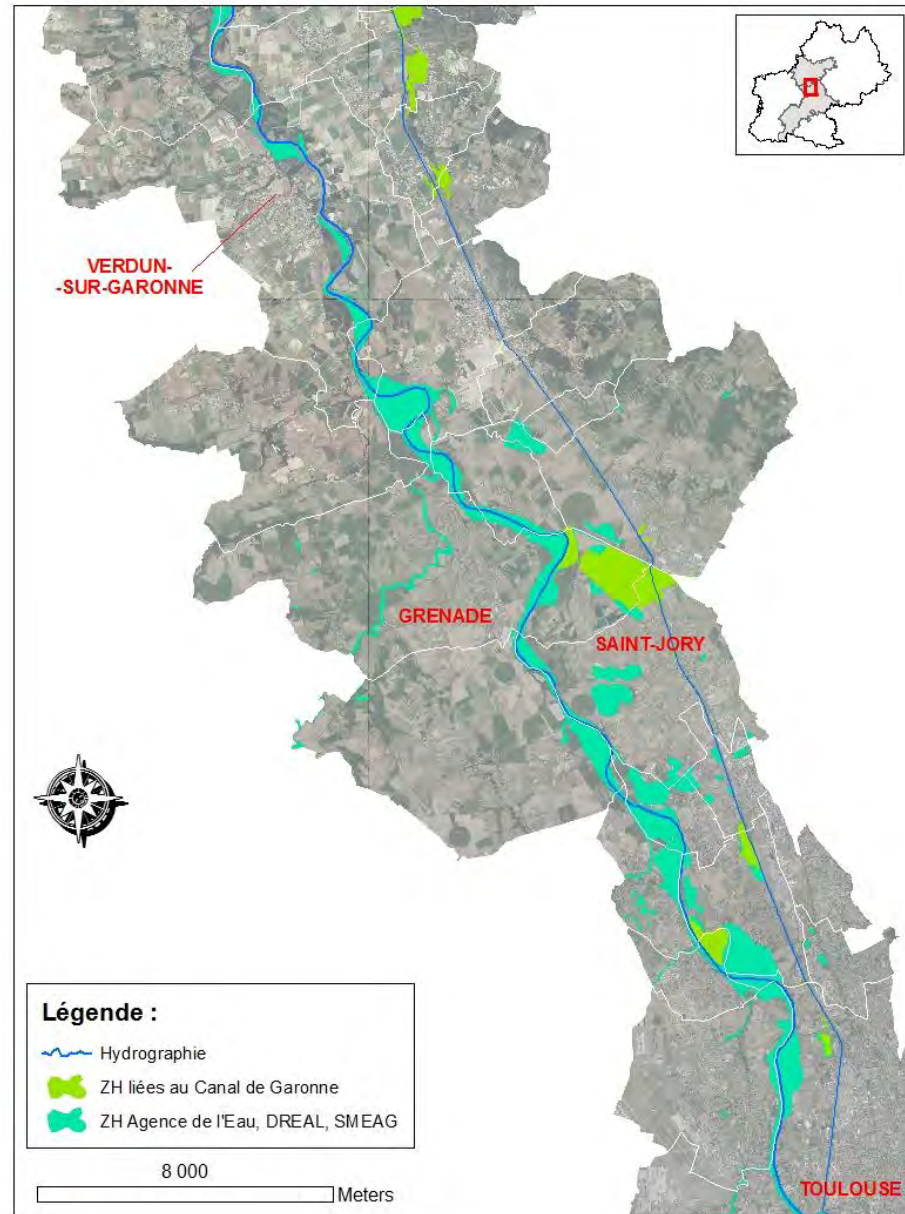 VERDUN-
-SUR-GARONNE
GRENADE
SAINT-JORY
TOULOUSE
Légende :
Hydrographie
ZH liées au Canal de Garonne
ZH Agence de l'Eau, DREAL, SMEAG
8 000
Meters